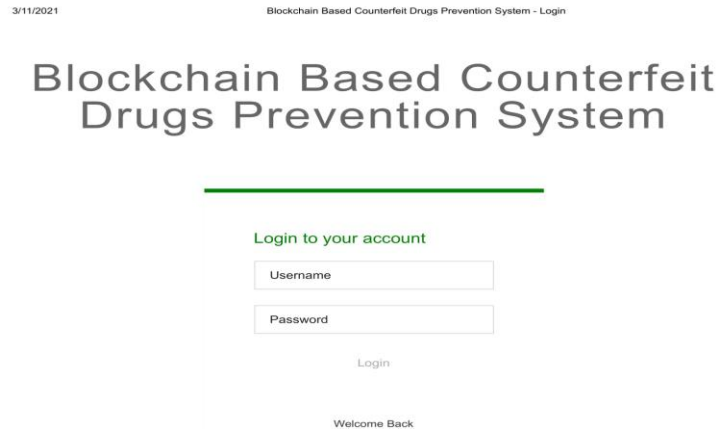 3/11/2021 Blockchain Based Counterfeit Drugs Prevention System - Login
Blockchain Based Counterfeit
Drugs Prevention System
Login to your account
Username
Password
Login
Welcome Back